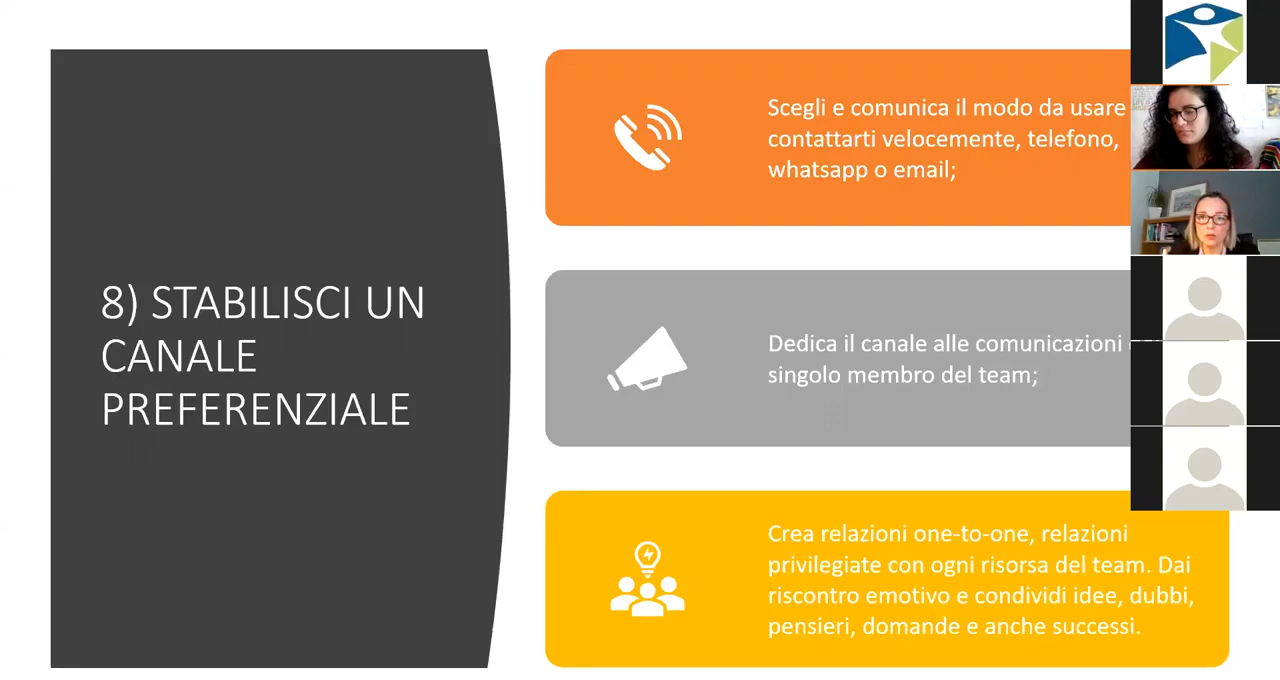 8) STABILISCI UN
CANALE
PREFERENZIALE
Scegli e comunica il modo da usare
contattarti velocemente, telefono,
whatsapp o email;
Dedica il canale alle comunicazioni
singolo membro del team;
Crea relazioni one-to-one, relazioni
privilegiate con ogni risorsa del team. Dai
riscontro emotivo e condividi idee, dubbi,
pensieri, domande e anche successi.